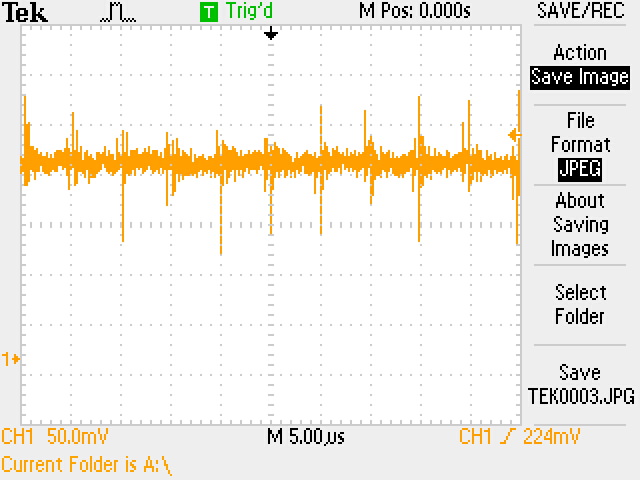 Tek T Trig'd M Pos: 0.000s SAVE/REC
Action
Save Image
File
Format
JPEG
About
Saving
Images
Select
Folder
1
Save
TEK0003.JPG
CH1 50.0mV M 5.00µs CH1 224mV
Current Folder is A:\